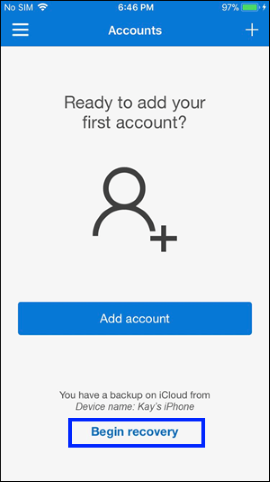 No SIM 6:46 PM 97%
Accounts
Ready to add your
first account?
Add account
You have a backup on iCloud from
Device name: Kay's iPhone
Begin recovery